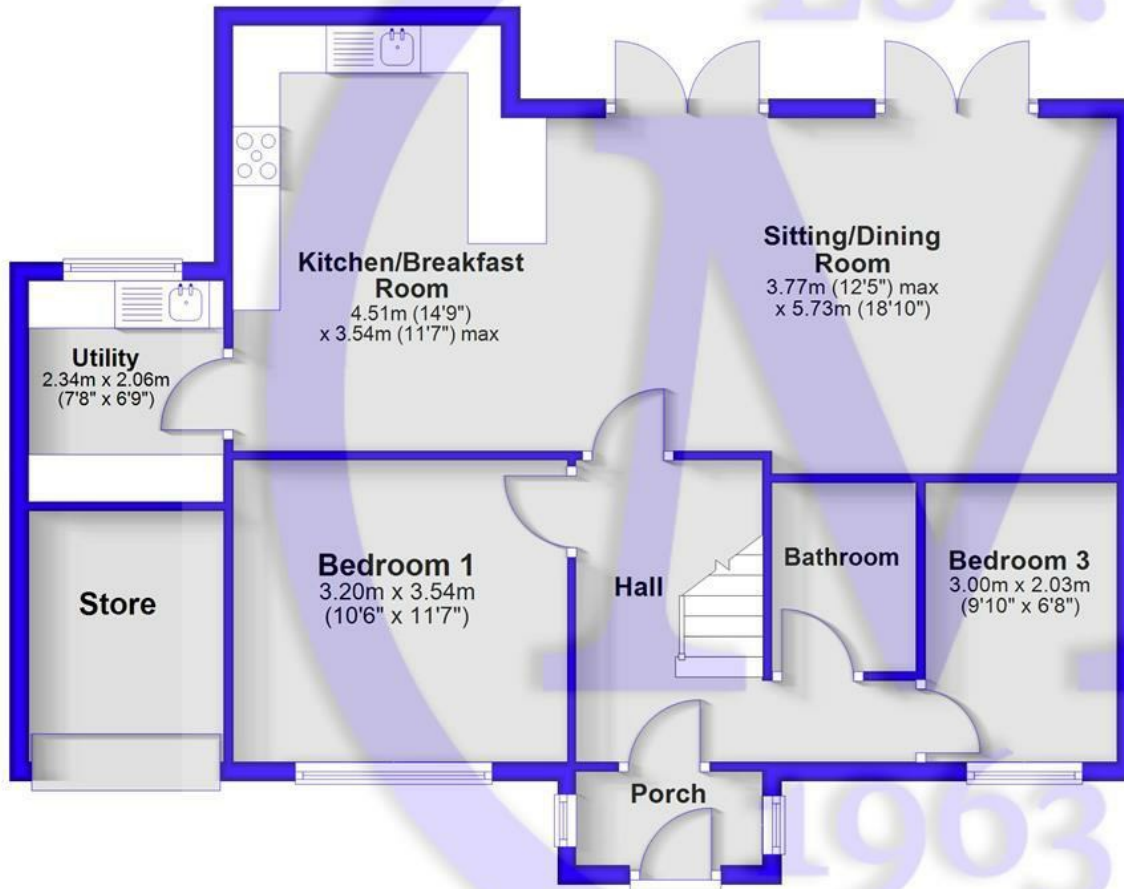 EST.
Kitchen/Breakfast
Room
4.51m (14'9")
x 3.54m (11'7") max
Sitting/Dining
Room
3.77m (12'5") max
x 5.73m (18'10")
Utility
2.34m x 2.06m
(7'8" x 6'9")
Bedroom 1
3.20m x 3.54m
(10'6" x 11'7")
Hall
Bathroom
Bedroom 3
3.00m x 2.03m
(9'10" x 6'8")
Store
Porch
M
1963